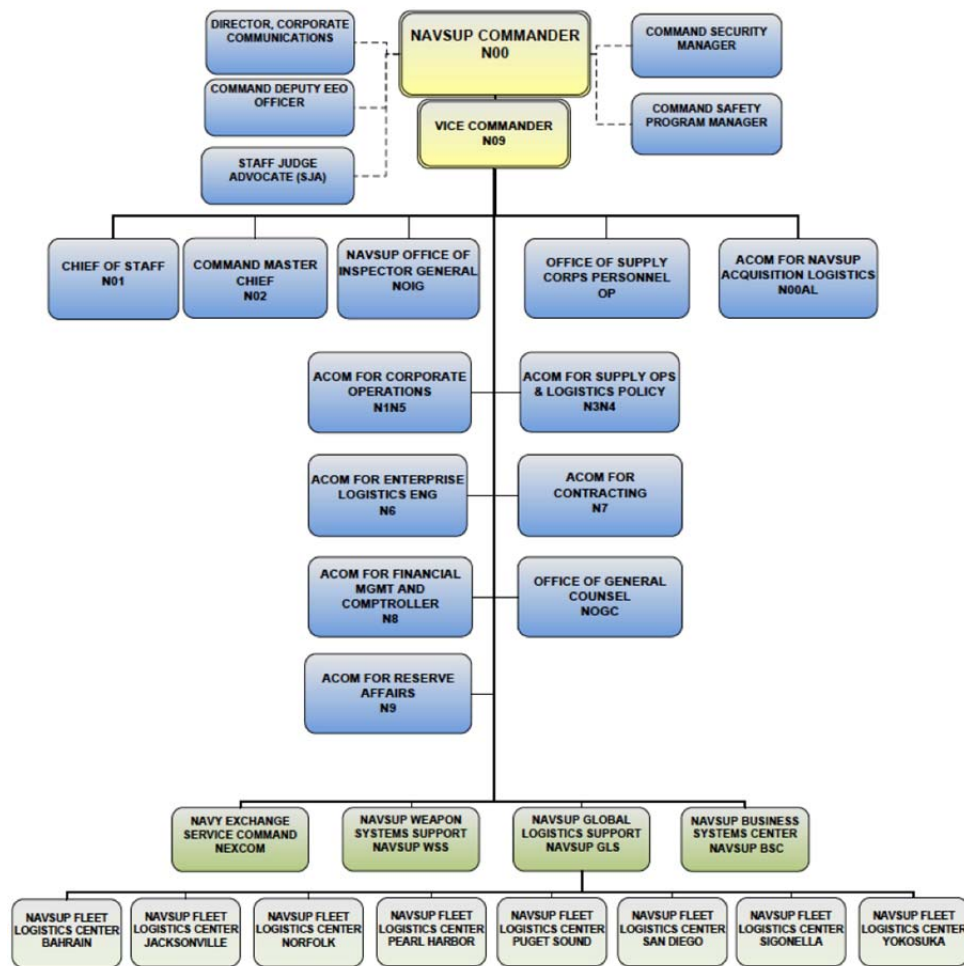 DIRECTOR, CORPORATE
COMMUNICATIONS
NAVSUP COMMANDER
N00
COMMAND SECURITY
MANAGER
COMMAND DEPUTY EEO
OFFICER
VICE COMMANDER
N09
COMMAND SAFETY
PROGRAM MANAGER
STAFF JUDGE
ADVOCATE (SJA)
CHIEF OF STAFF
N01
COMMAND MASTER
CHIEF
N02
NAVSUP OFFICE OF
INSPECTOR GENERAL
NOIG
OFFICE OF SUPPLY
CORPS PERSONNEL
OP
ACOM FOR NAVSUP
ACQUISITION LOGISTICS
N00AL
ACOM FOR CORPORATE
OPERATIONS
N1N5
ACOM FOR SUPPLY OPS
& LOGISTICS POLICY
N3N4
ACOM FOR ENTERPRISE
LOGISTICS ENG
N6
ACOM FOR
CONTRACTING
N7
ACOM FOR FINANCIAL
MGMT AND
COMPTROLLER
N8
OFFICE OF GENERAL
COUNSEL
NOGC
ACOM FOR RESERVE
AFFAIRS
N9
NAVY EXCHANGE
SERVICE COMMAND
NEXCOM
NAVSUP WEAPON
SYSTEMS SUPPORT
NAVSUP WSS
NAVSUP GLOBAL
LOGISTICS SUPPORT
NAVSUP GLS
NAVSUP BUSINESS
SYSTEMS CENTER
NAVSUP BSC
NAVSUP FLEET
LOGISTICS CENTER
BAHRAIN
NAVSUP FLEET
LOGISTICS CENTER
JACKSONVILLE
NAVSUP FLEET
LOGISTICS CENTER
NORFOLK
NAVSUP FLEET
LOGISTICS CENTER
PEARL HARBOR
NAVSUP FLEET
LOGISTICS CENTER
PUGET SOUND
NAVSUP FLEET
LOGISTICS CENTER
SAN DIEGO
NAVSUP FLEET
LOGISTICS CENTER
SIGONELLA
NAVSUP FLEET
LOGISTICS CENTER
YOKOSUKA